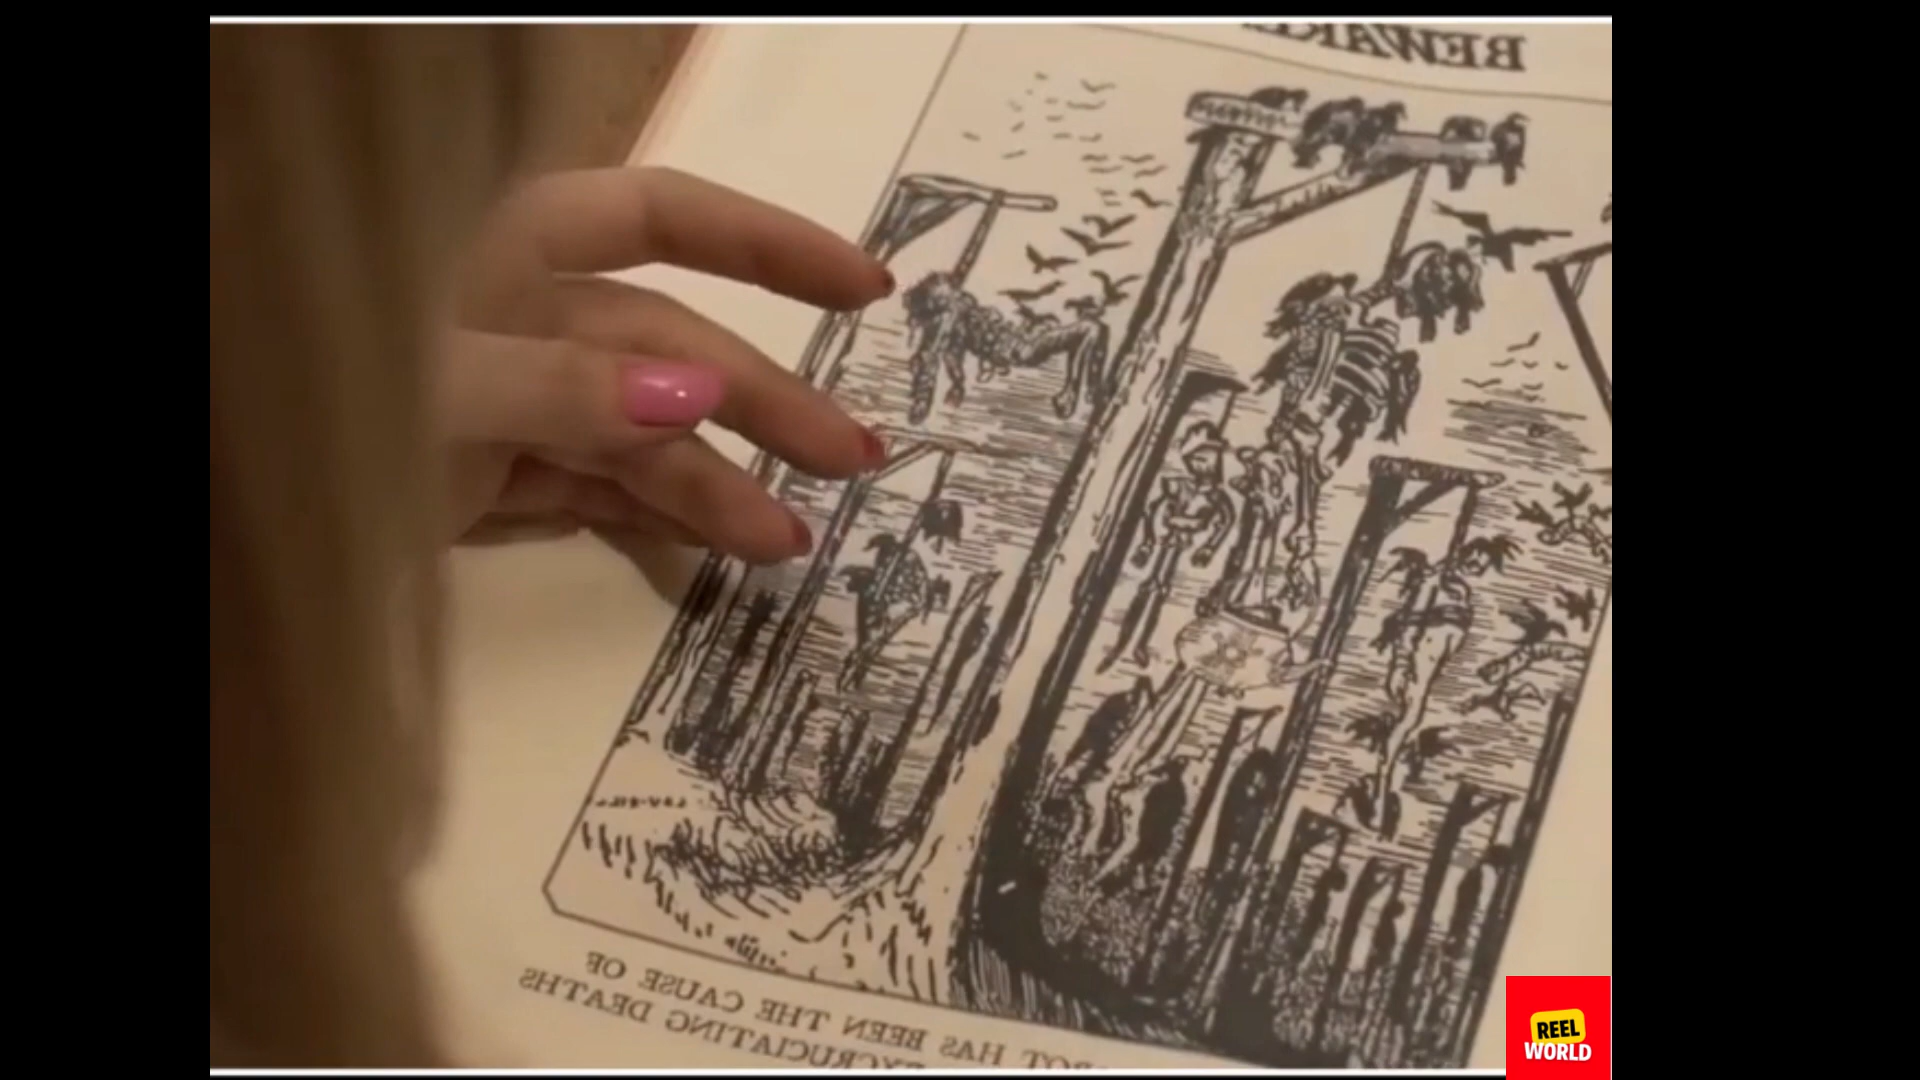 BEWARE
HAS BEEN THE CAUSE OF
EXCRUCIATING DEATHS
REEL
WORLD